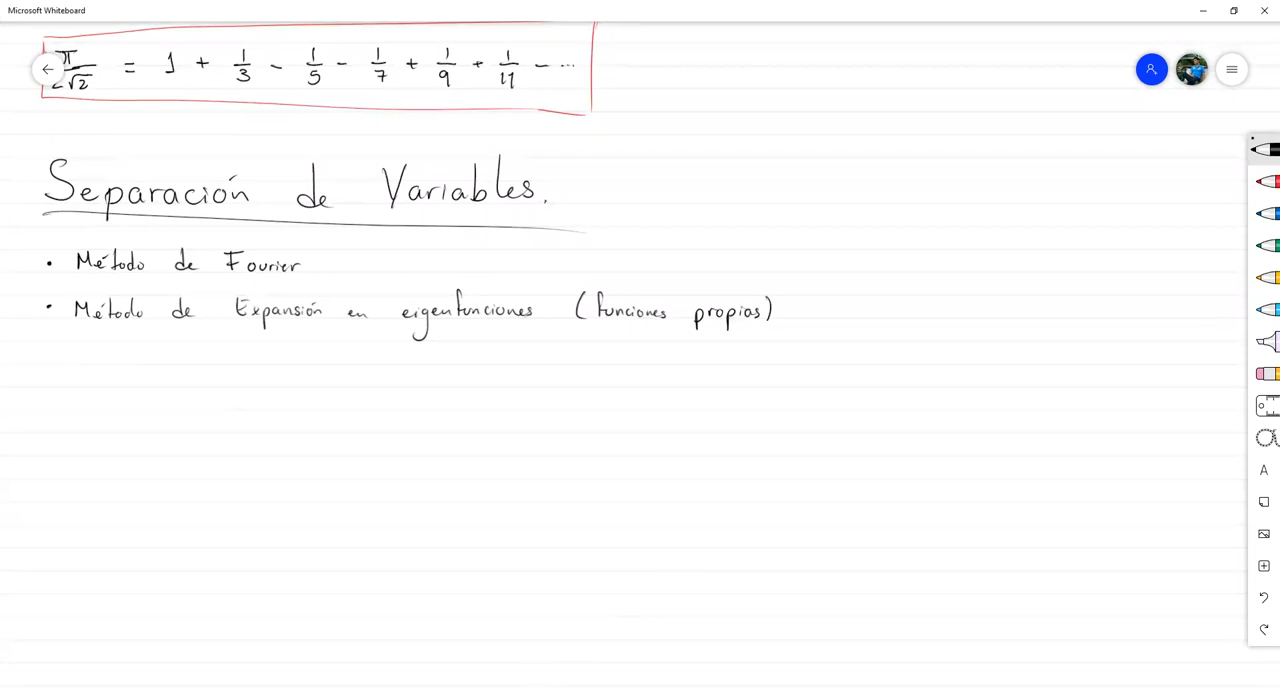 Microsoft Whiteboard
π/2√2 = 1 + 1/3 - 1/5 - 1/7 + 1/9 + 1/11 - ...
Separación de Variables.
• Método de Fourier
• Método de Expansión en eigenfunciones (funciones propias)
A